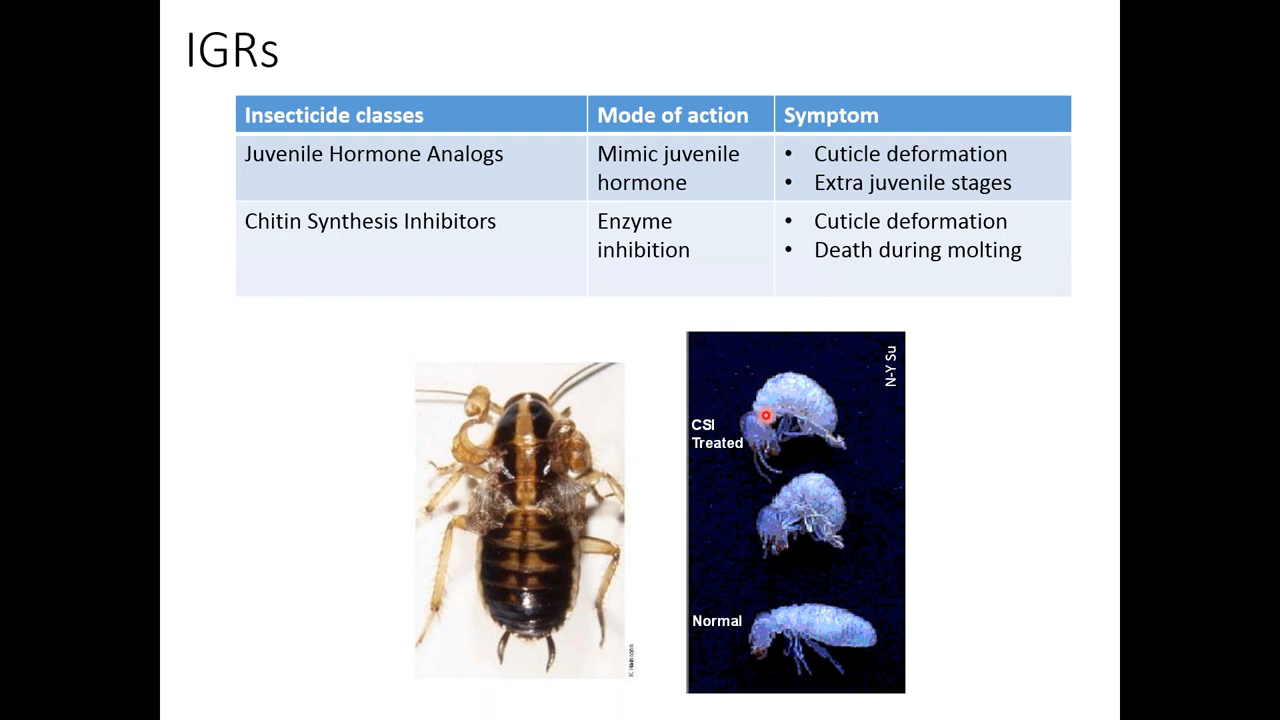 IGRs
Insecticide classes
Mode of action
Symptom
Juvenile Hormone Analogs
Mimic juvenile
hormone
• Cuticle deformation
• Extra juvenile stages
Chitin Synthesis Inhibitors
Enzyme
inhibition
• Cuticle deformation
• Death during molting
N-Y Su
CSI
Treated
Normal